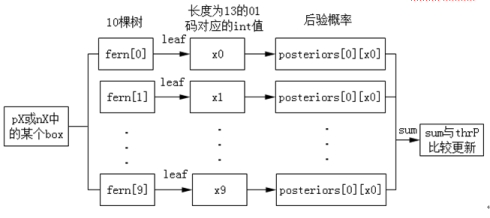 10棵树
长度为13的01
码对应的int值
后验概率
fern[0]
leaf
x0
posteriors[0][x0]
fern[1]
leaf
x1
posteriors[0][x0]
pX或nX中
的某个box
sum
sum与thrP
比较更新
fern[9]
leaf
x9
posteriors[0][x0]